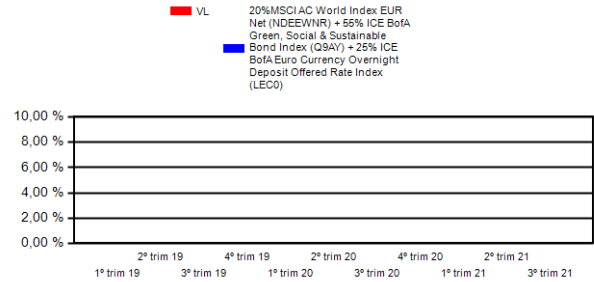 VL
20%MSCI AC World Index EUR
Net (NDEEWNR) + 55% ICE BofA
Green, Social & Sustainable
Bond Index (Q9AY) + 25% ICE
BofA Euro Currency Overnight
Deposit Offered Rate Index
(LEC0)
10,00 %
8,00 %
6,00 %
4,00 %
2,00 %
0,00 %
2º trim 19 4º trim 19 2º trim 20 4º trim 20 2º trim 21
1º trim 19 3º trim 19 1º trim 20 3º trim 20 1º trim 21 3º trim 21